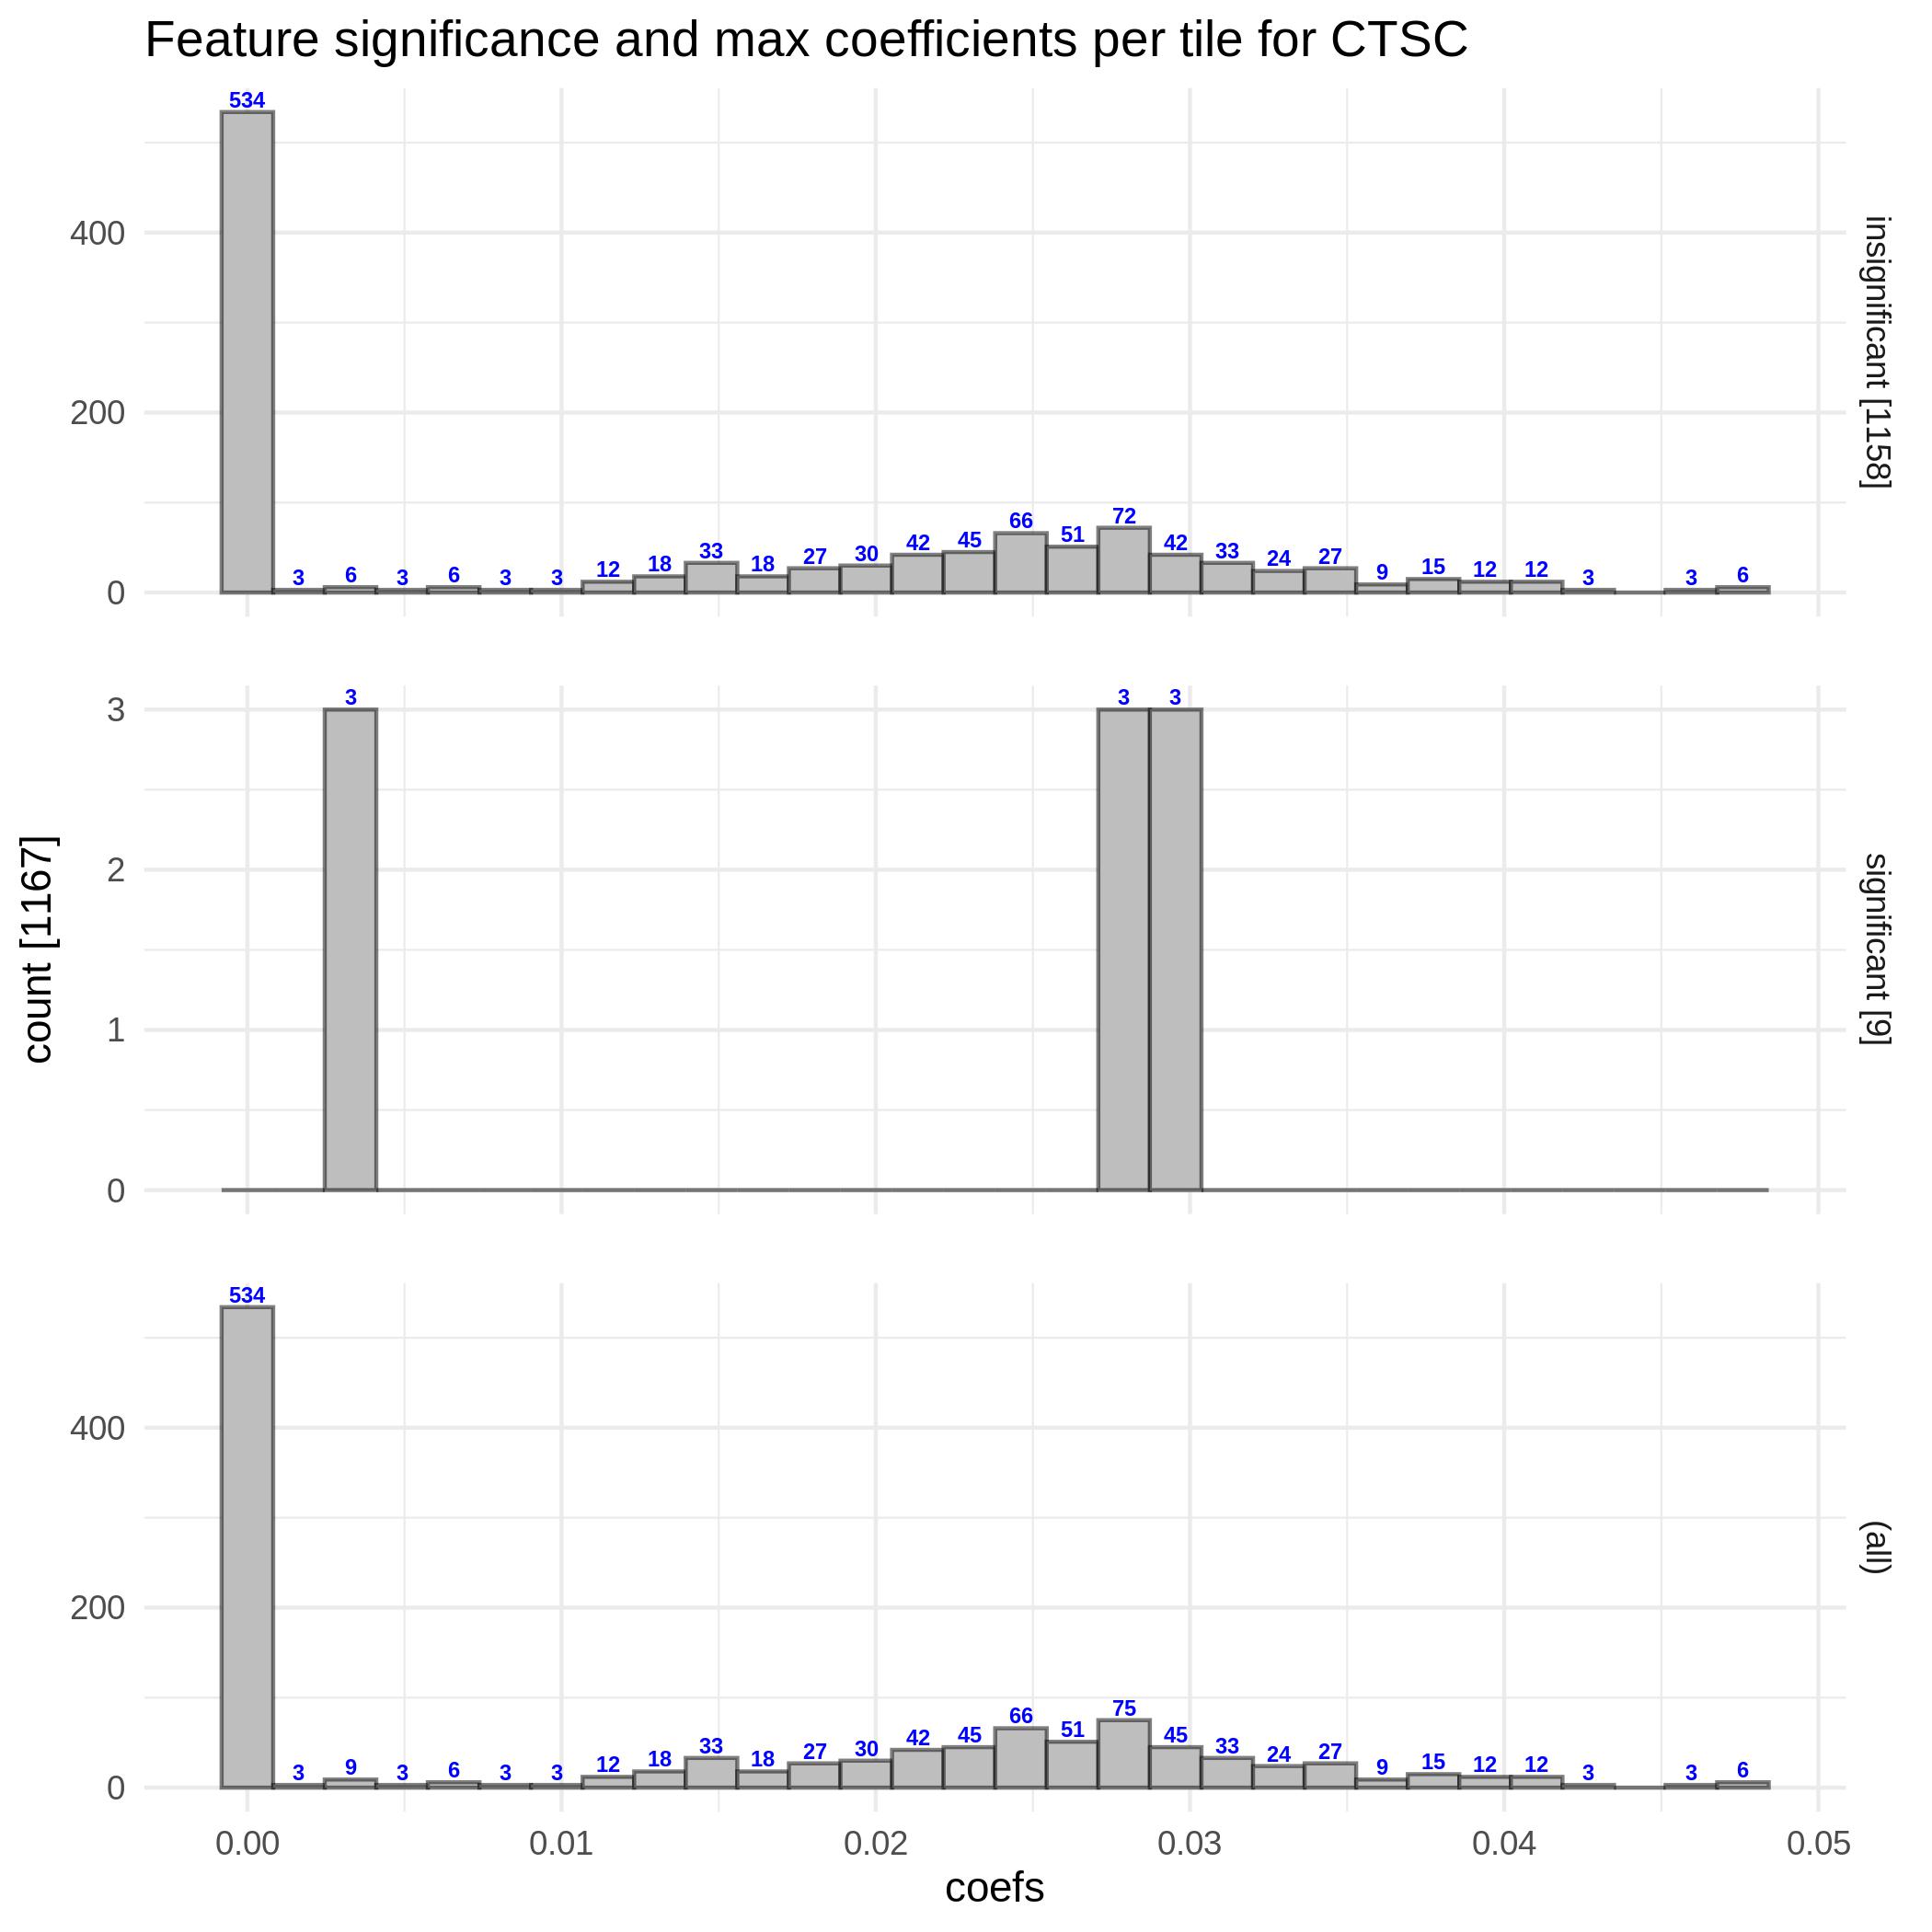 Feature significance and max coefficients per tile for CTSC
534
3 6 3 6 3 3 12 18 33 18 27 30 42 45 66 51 72 42 33 24 27 9 15 12 12 3 3 6
400
200
0
insignificant [1158]
3 3 3
3
2
1
0
significant [9]
count [1167]
534
3 9 3 6 3 3 12 18 33 18 27 30 42 45 66 51 75 45 33 24 27 9 15 12 12 3 3 6
400
200
0
(all)
0.00 0.01 0.02 0.03 0.04 0.05
coefs